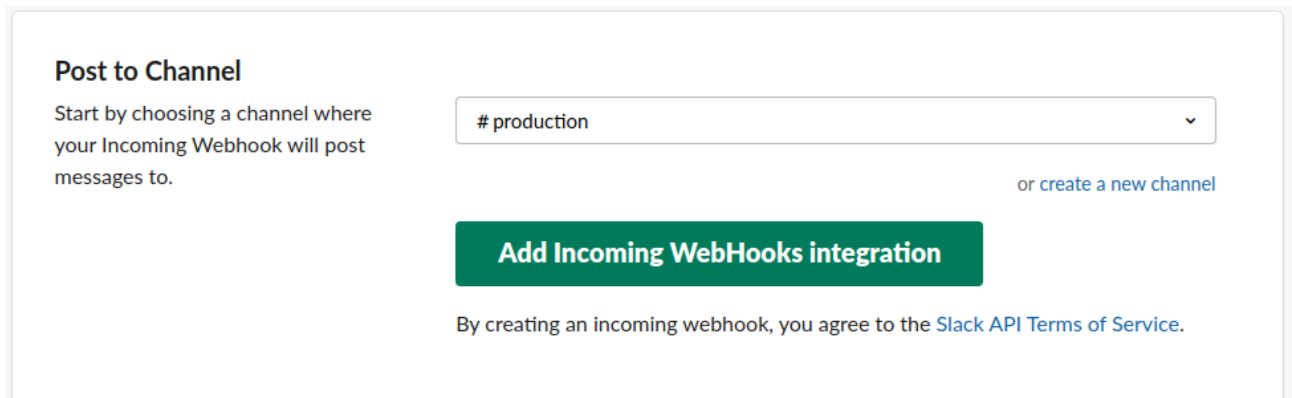 Post to Channel
Start by choosing a channel where
your Incoming Webhook will post
messages to.
# production
or create a new channel
Add Incoming WebHooks integration
By creating an incoming webhook, you agree to the Slack API Terms of Service.